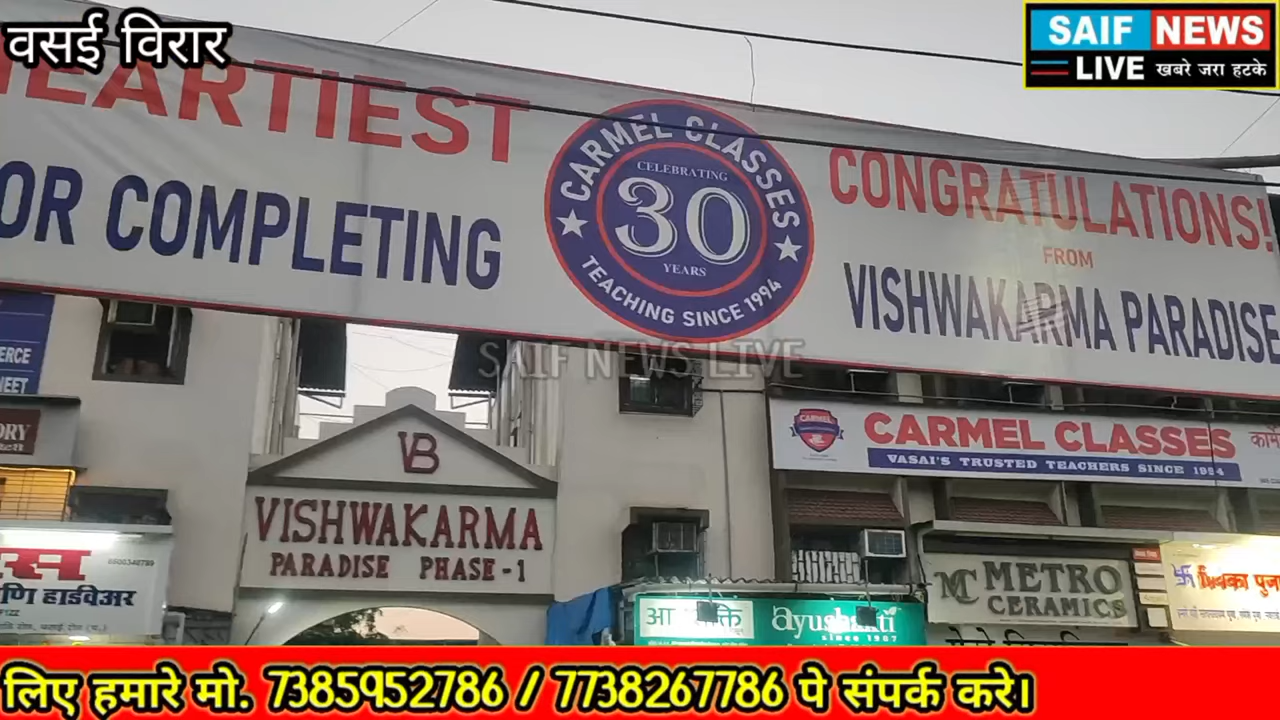 वसई विरार
SAIF NEWS
LIVE खबरे जरा हटके
HEARTIEST
OR COMPLETING
CARMEL CLASSES
CELEBRATING
30
YEARS
TEACHING SINCE 1994
CONGRATULATIONS!
FROM
VISHWAKARMA PARADISE
SAIF NEWS LIVE
ERCE
NEET
ORY
CARMEL
CARMEL CLASSES
VASAI'S TRUSTED TEACHERS SINCE 1994
VB
VISHWAKARMA
PARADISE PHASE-1
स
णि हार्डवेअर
MC METRO
CERAMICS
ayushakti
since 1987
लिए हमारे मो. 7385952786 / 7738267786 पे संपर्क करे।